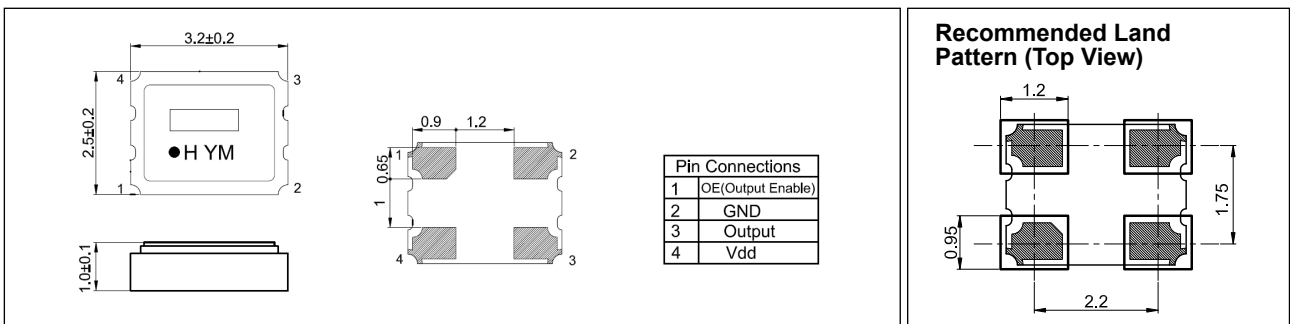 3.2±0.2
4
3
2.5±0.2
●H YM
1
2
1.0±0.1
0.9
1.2
1
2
0.65
1
4
3
Pin Connections
1 OE(Output Enable)
2 GND
3 Output
4 Vdd
Recommended Land
Pattern (Top View)
1.2
1.75
0.95
2.2